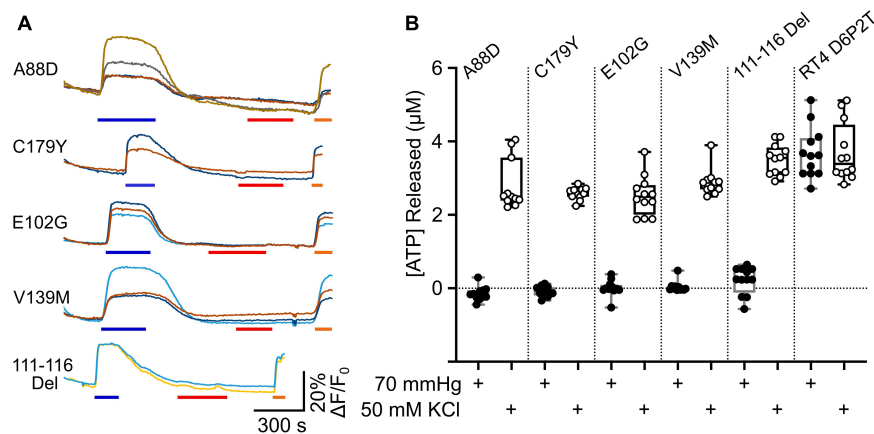 A
A88D
C179Y
E102G
V139M
111-116
Del
20%
ΔF/F0
300 s
B
A88D C179Y E102G V139M 111-116 Del RT4 D6P2T
[ATP] Released (μM)
6
4
2
0
70 mmHg + + + + + +
50 mM KCl + + + + + +